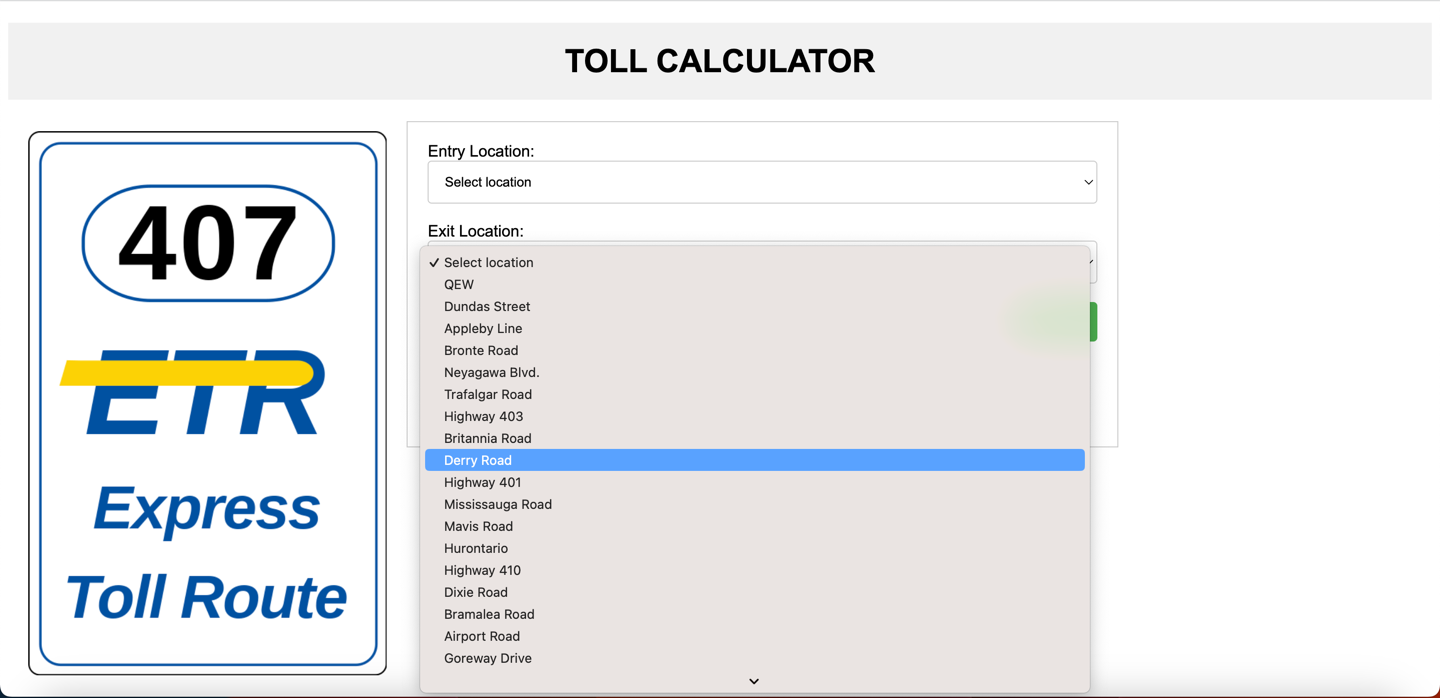 TOLL CALCULATOR
407
ETR
Express
Toll Route
Entry Location:
Select location
Exit Location:
✓ Select location
QEW
Dundas Street
Appleby Line
Bronte Road
Neyagawa Blvd.
Trafalgar Road
Highway 403
Britannia Road
Derry Road
Highway 401
Mississauga Road
Mavis Road
Hurontario
Highway 410
Dixie Road
Bramalea Road
Airport Road
Goreway Drive